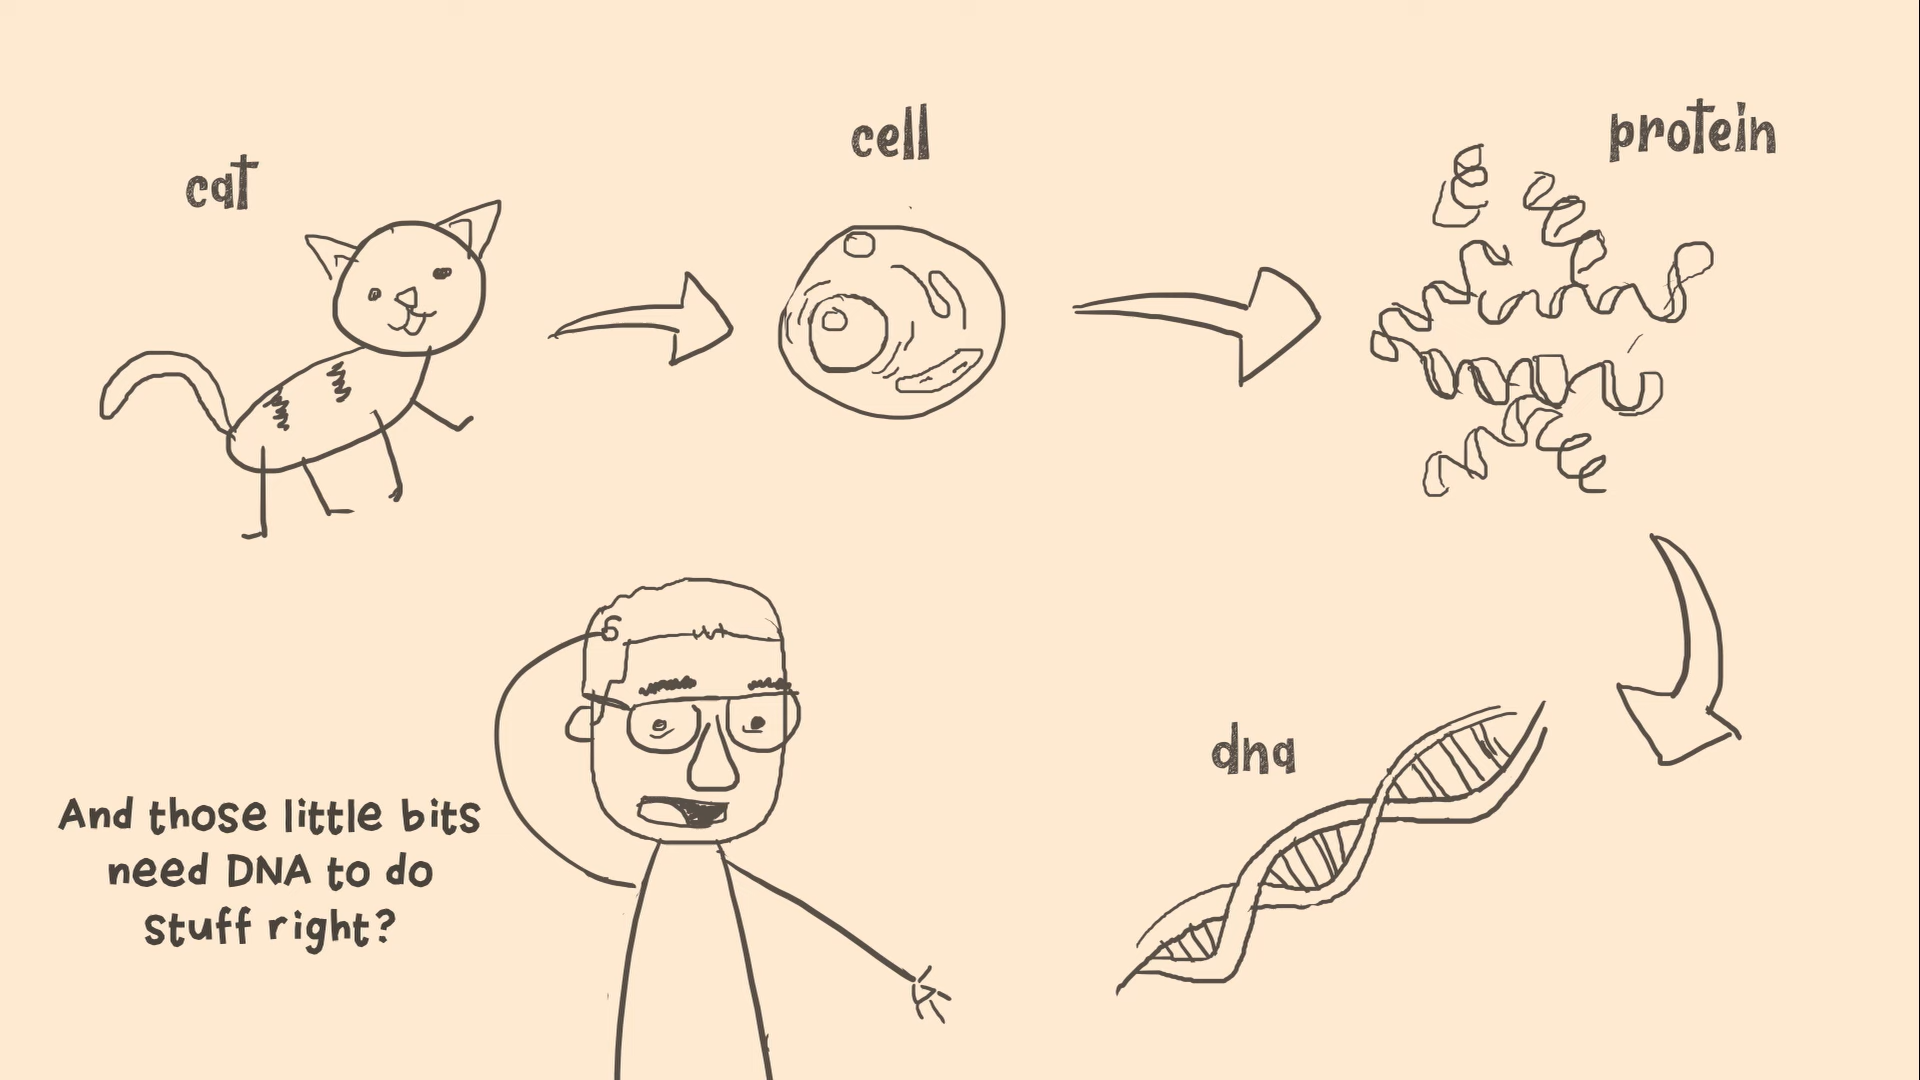 cat
cell
protein
dna
And those little bits
need DNA to do
stuff right?